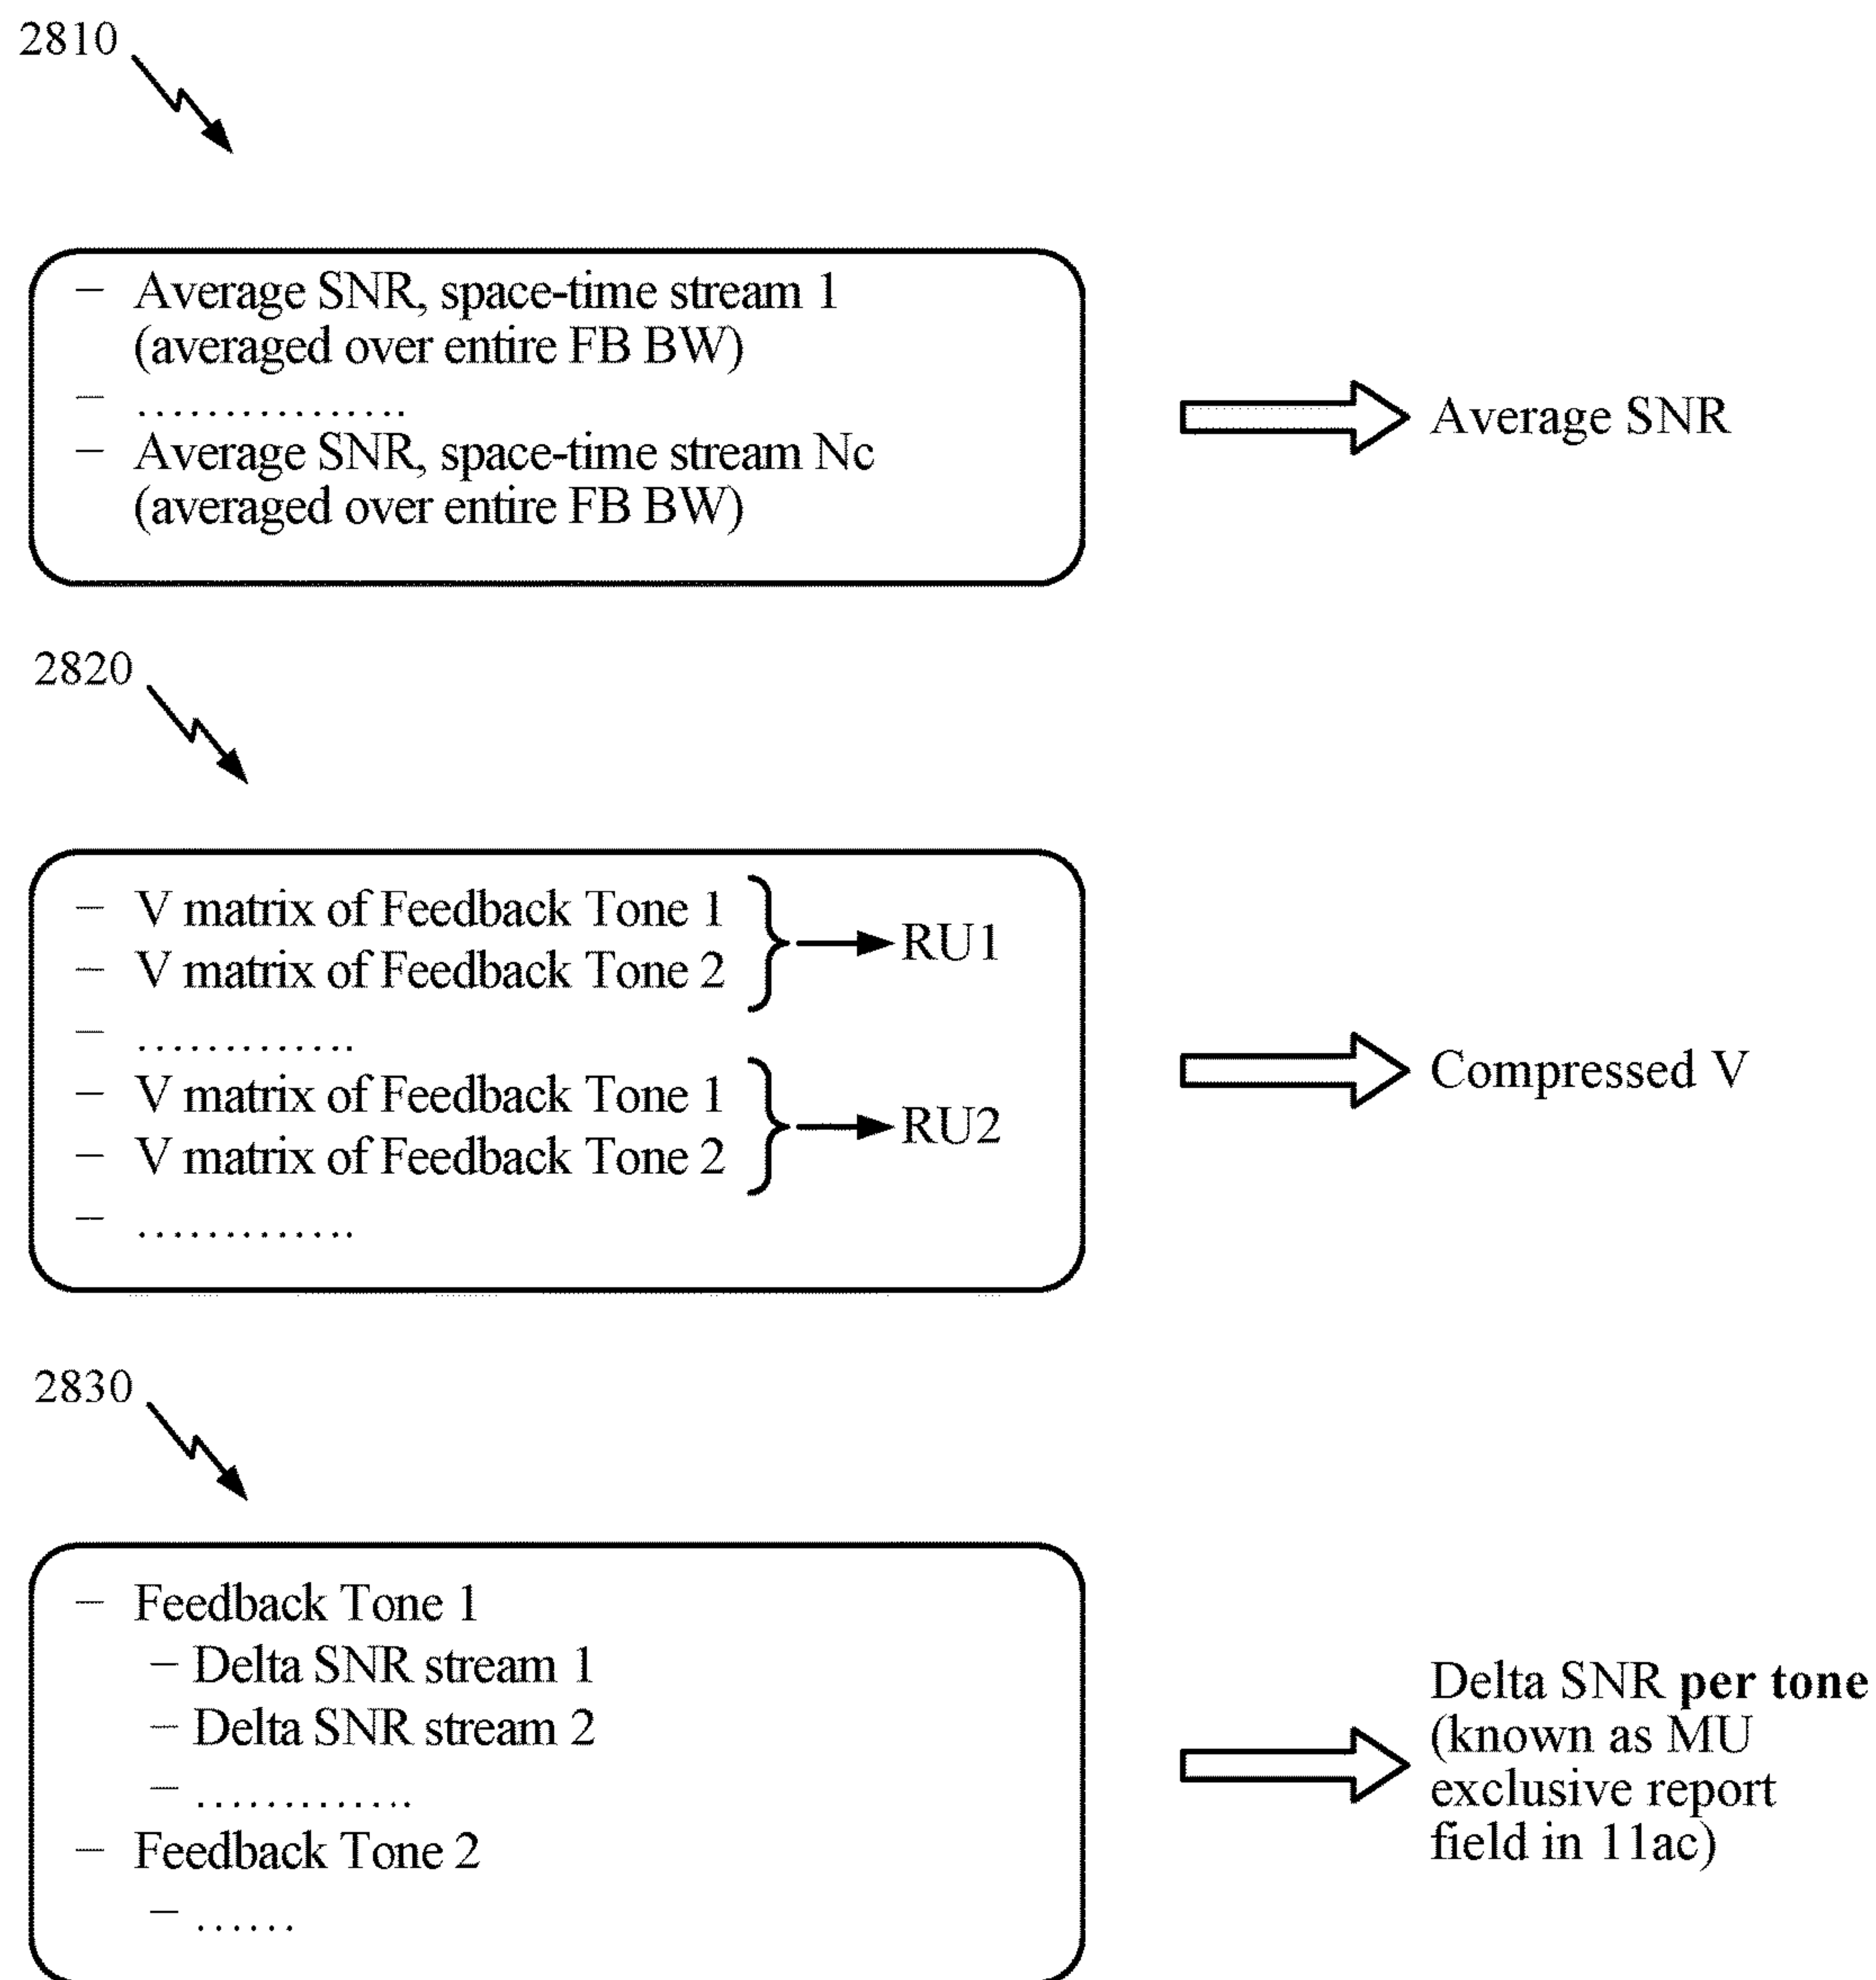 2810
– Average SNR, space-time stream 1
(averaged over entire FB BW)
– ................
– Average SNR, space-time stream Nc
(averaged over entire FB BW)
Average SNR
2820
– V matrix of Feedback Tone 1
– V matrix of Feedback Tone 2
RU1
– .............
– V matrix of Feedback Tone 1
– V matrix of Feedback Tone 2
RU2
– .............
Compressed V
2830
– Feedback Tone 1
– Delta SNR stream 1
– Delta SNR stream 2
– .............
– Feedback Tone 2
– ......
Delta SNR per tone
(known as MU
exclusive report
field in 11ac)